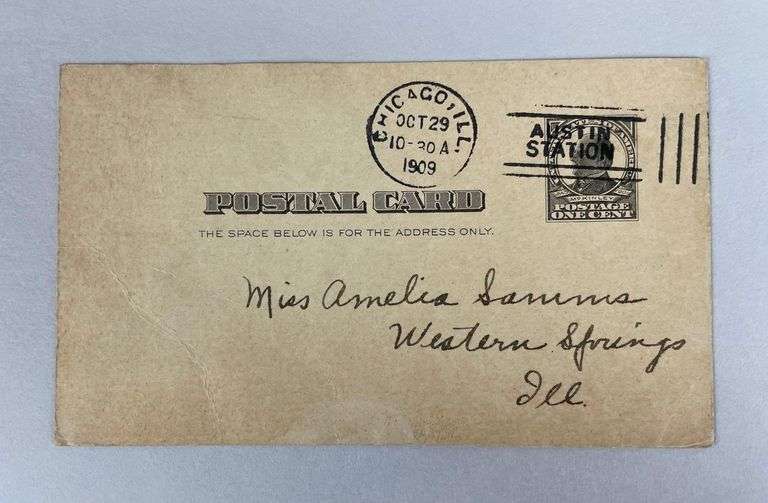 CHICAGO, ILL.
OCT 29
10-30A.
1909
AUSTIN
STATION
McKINLEY
POSTAGE
ONE CENT
POSTAL CARD
THE SPACE BELOW IS FOR THE ADDRESS ONLY.
Miss Amelia Samms
Western Springs
Ill.